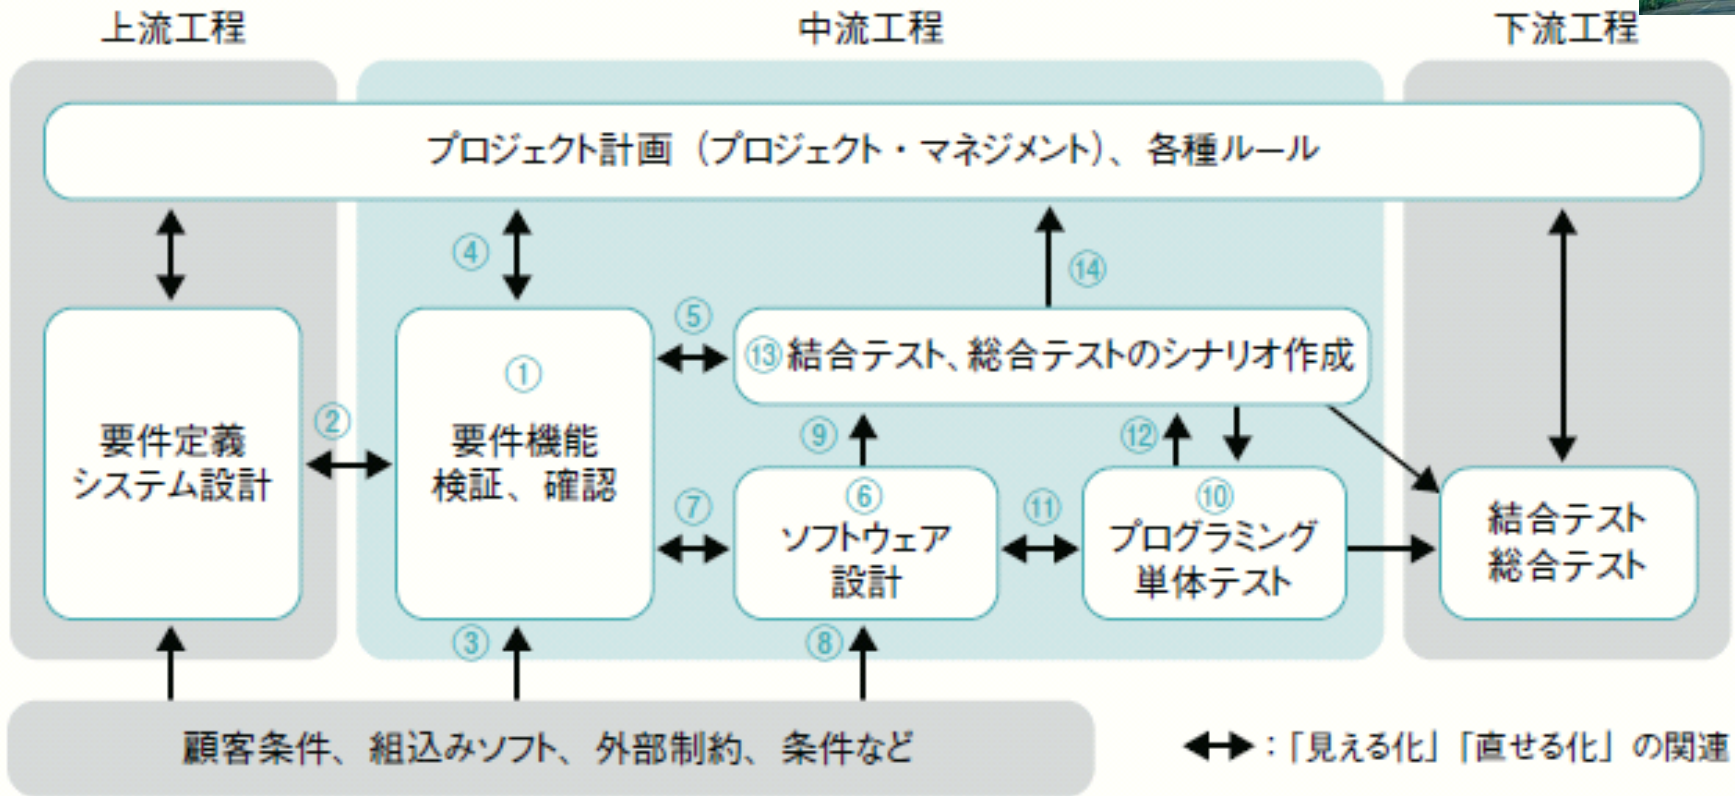 上流工程
中流工程
下流工程
プロジェクト計画（プロジェクト・マネジメント）、各種ルール
④
⑭
⑤
⑬結合テスト、総合テストのシナリオ作成
①
②
要件定義
システム設計
要件機能
検証、確認
⑨
⑫
⑦
⑥
ソフトウェア
設計
⑪
⑩
プログラミング
単体テスト
結合テスト
総合テスト
③
⑧
顧客条件、組込みソフト、外部制約、条件など
：「見える化」「直せる化」の関連